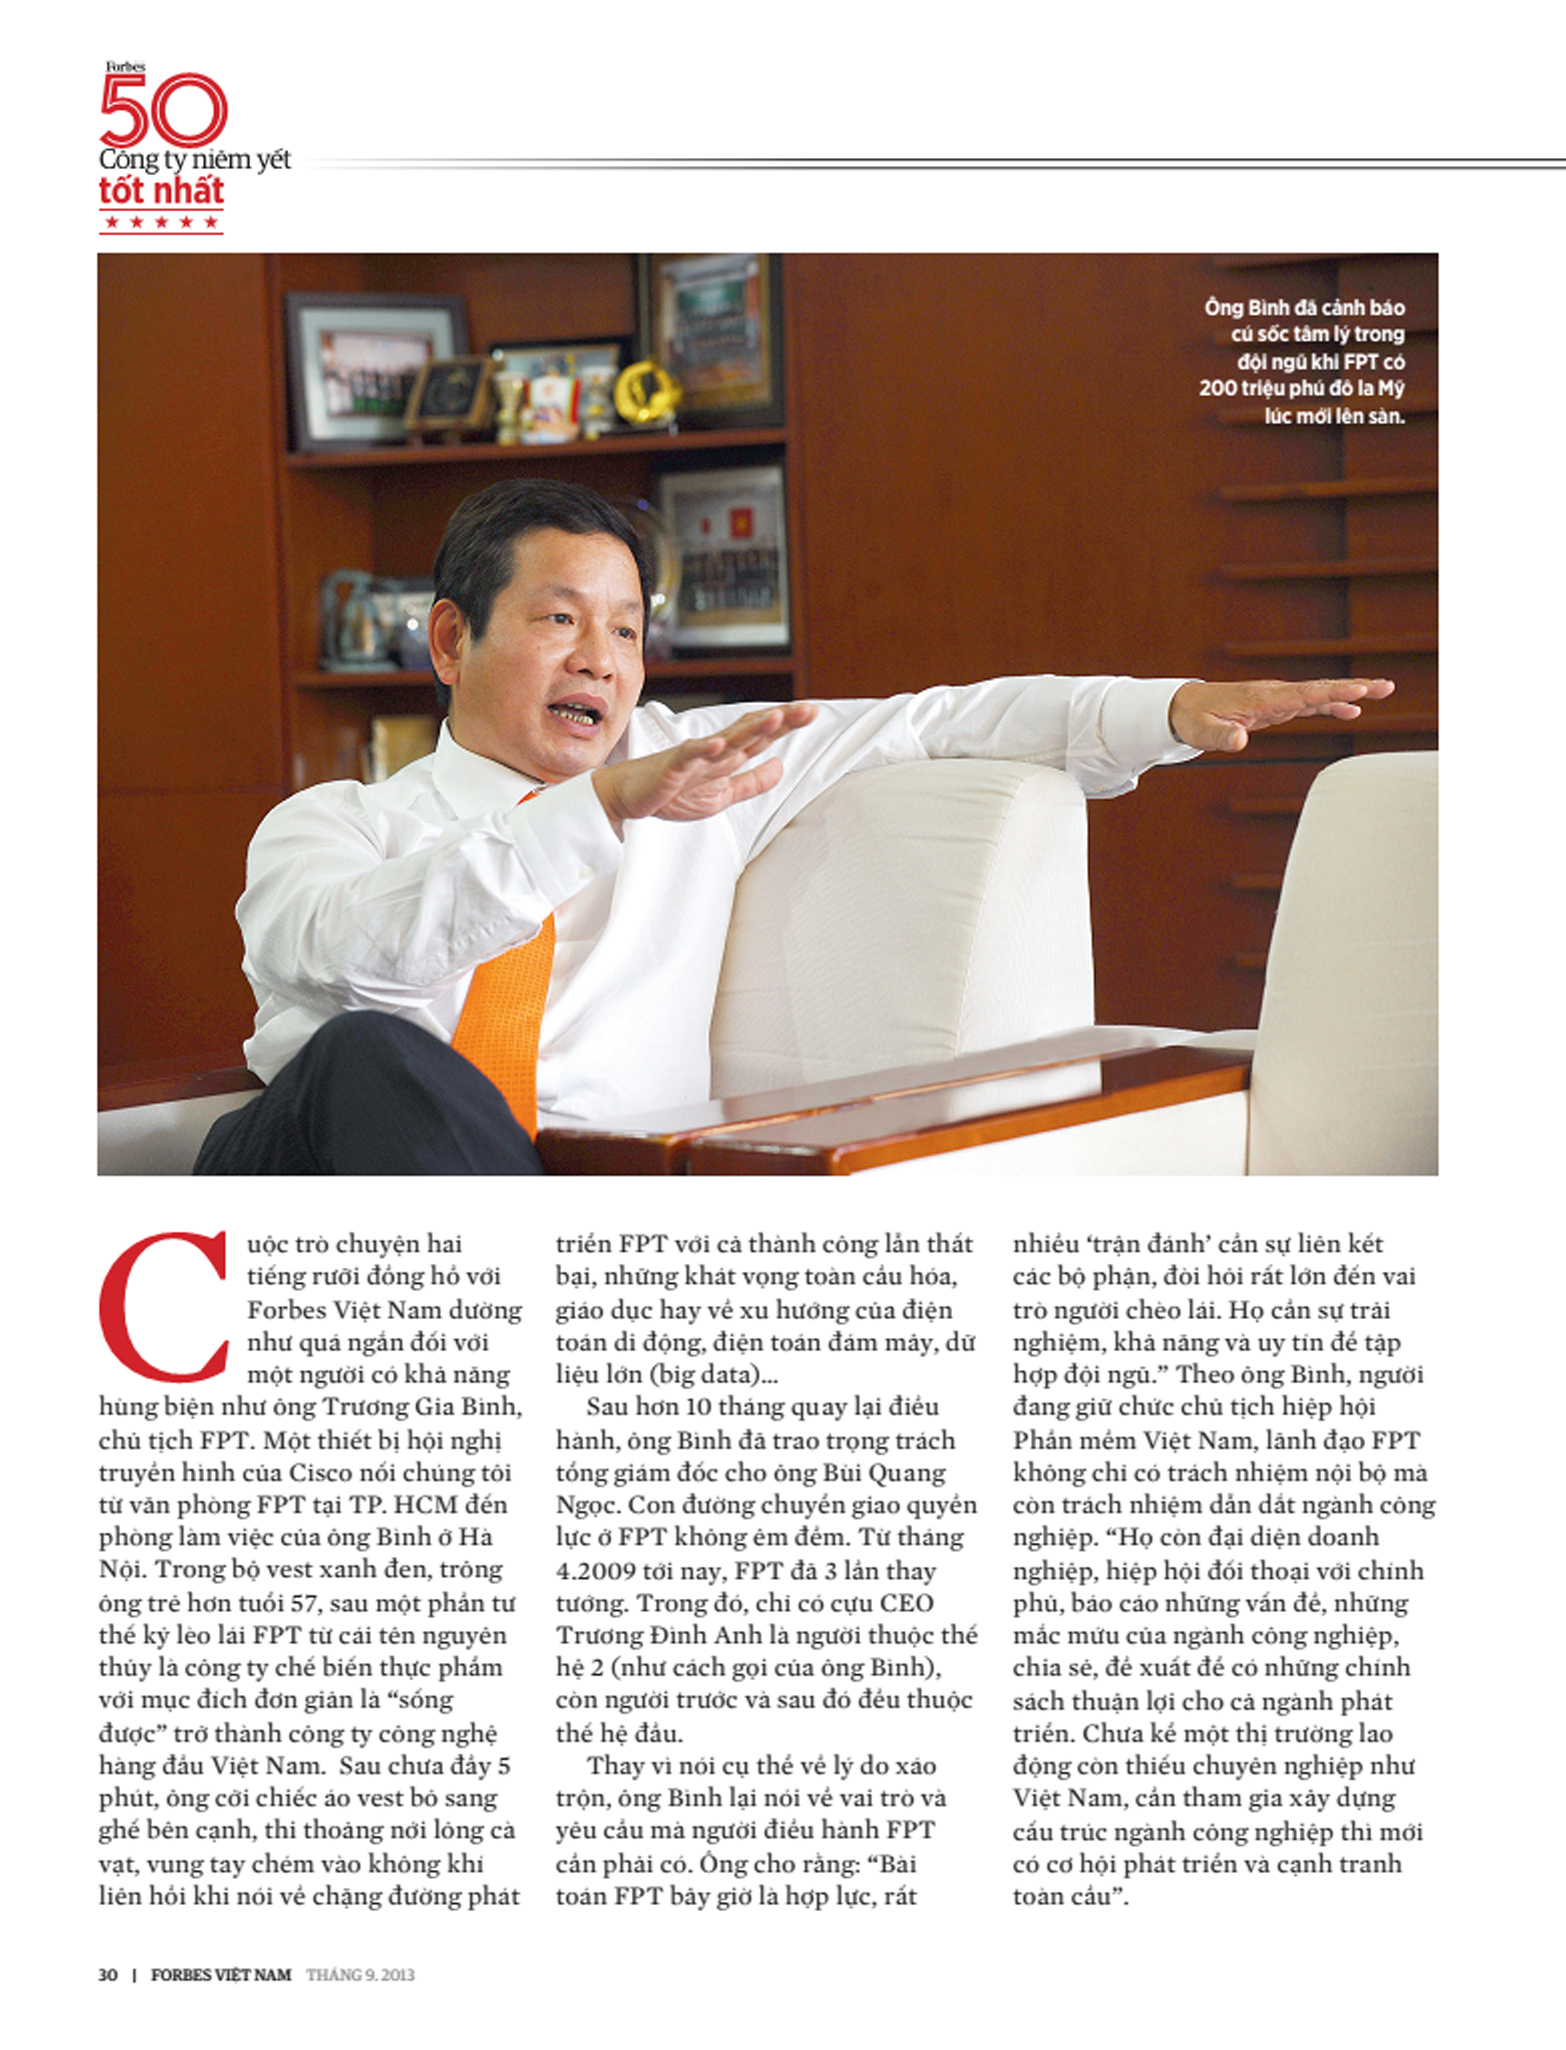 Forbes
50
Công ty niêm yết
tốt nhất
Ông Bình đã cảnh báo
cú sốc tâm lý trong
đội ngũ khi FPT có
200 triệu phú đô la Mỹ
lúc mới lên sàn.
Cuộc trò chuyện hai
tiếng rưỡi đồng hồ với
Forbes Việt Nam dường
như quá ngắn đối với
một người có khả năng
hùng biện như ông Trương Gia Bình,
chủ tịch FPT. Một thiết bị hội nghị
truyền hình của Cisco nối chúng tôi
từ văn phòng FPT tại TP. HCM đến
phòng làm việc của ông Bình ở Hà
Nội. Trong bộ vest xanh đen, trông
ông trẻ hơn tuổi 57, sau một phần tư
thế kỷ lèo lái FPT từ cái tên nguyên
thủy là công ty chế biến thực phẩm
với mục đích đơn giản là “sống
được” trở thành công ty công nghệ
hàng đầu Việt Nam. Sau chưa đầy 5
phút, ông cởi chiếc áo vest bỏ sang
ghế bên cạnh, thi thoảng nới lỏng cà
vạt, vung tay chém vào không khí
liên hồi khi nói về chặng đường phát
triển FPT với cả thành công lẫn thất
bại, những khát vọng toàn cầu hóa,
giáo dục hay về xu hướng của điện
toán di động, điện toán đám mây, dữ
liệu lớn (big data)...
Sau hơn 10 tháng quay lại điều
hành, ông Bình đã trao trọng trách
tổng giám đốc cho ông Bùi Quang
Ngọc. Con đường chuyển giao quyền
lực ở FPT không êm đềm. Từ tháng
4.2009 tới nay, FPT đã 3 lần thay
tướng. Trong đó, chỉ có cựu CEO
Trương Đình Anh là người thuộc thế
hệ 2 (như cách gọi của ông Bình),
còn người trước và sau đó đều thuộc
thế hệ đầu.
Thay vì nói cụ thể về lý do xáo
trộn, ông Bình lại nói về vai trò và
yêu cầu mà người điều hành FPT
cần phải có. Ông cho rằng: “Bài
toán FPT bây giờ là hợp lực, rất
nhiều ‘trận đánh’ cần sự liên kết
các bộ phận, đòi hỏi rất lớn đến vai
trò người chèo lái. Họ cần sự trải
nghiệm, khả năng và uy tín để tập
hợp đội ngũ.” Theo ông Bình, người
đang giữ chức chủ tịch hiệp hội
Phần mềm Việt Nam, lãnh đạo FPT
không chỉ có trách nhiệm nội bộ mà
còn trách nhiệm dẫn dắt ngành công
nghiệp. “Họ còn đại diện doanh
nghiệp, hiệp hội đối thoại với chính
phủ, báo cáo những vấn đề, những
mắc mứu của ngành công nghiệp,
chia sẻ, đề xuất để có những chính
sách thuận lợi cho cả ngành phát
triển. Chưa kể một thị trường lao
động còn thiếu chuyên nghiệp như
Việt Nam, cần tham gia xây dựng
cấu trúc ngành công nghiệp thì mới
có cơ hội phát triển và cạnh tranh
toàn cầu”.
30 | FORBES VIỆT NAM THÁNG 9. 2013